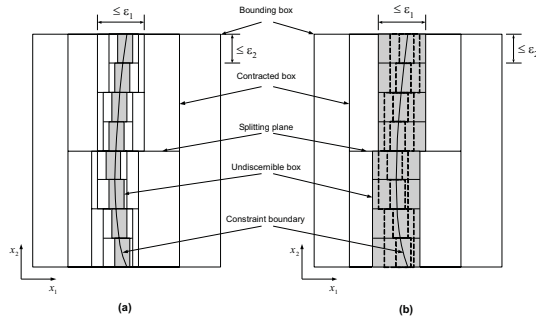 ≤ ε1
Bounding box
≤ ε1
≤ ε2
≤ ε2
Contracted box
Splitting plane
Undiscernible box
Constraint boundary
x2
x1
x2
x1
(a)
(b)